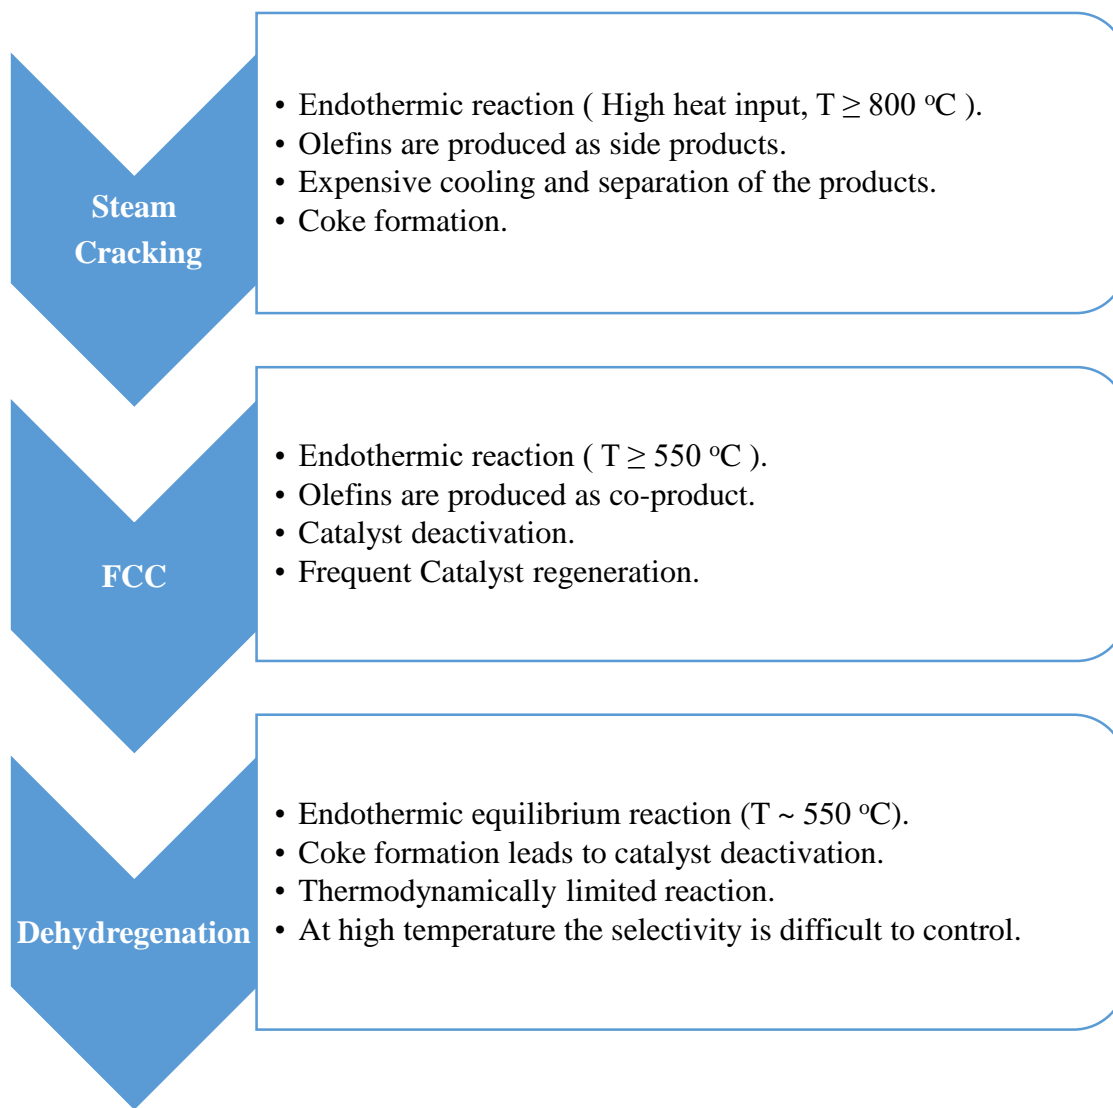 Steam
Cracking
• Endothermic reaction ( High heat input, T ≥ 800 ºC ).
• Olefins are produced as side products.
• Expensive cooling and separation of the products.
• Coke formation.
FCC
• Endothermic reaction ( T ≥ 550 ºC ).
• Olefins are produced as co-product.
• Catalyst deactivation.
• Frequent Catalyst regeneration.
Dehydregenation
• Endothermic equilibrium reaction (T ~ 550 ºC).
• Coke formation leads to catalyst deactivation.
• Thermodynamically limited reaction.
• At high temperature the selectivity is difficult to control.